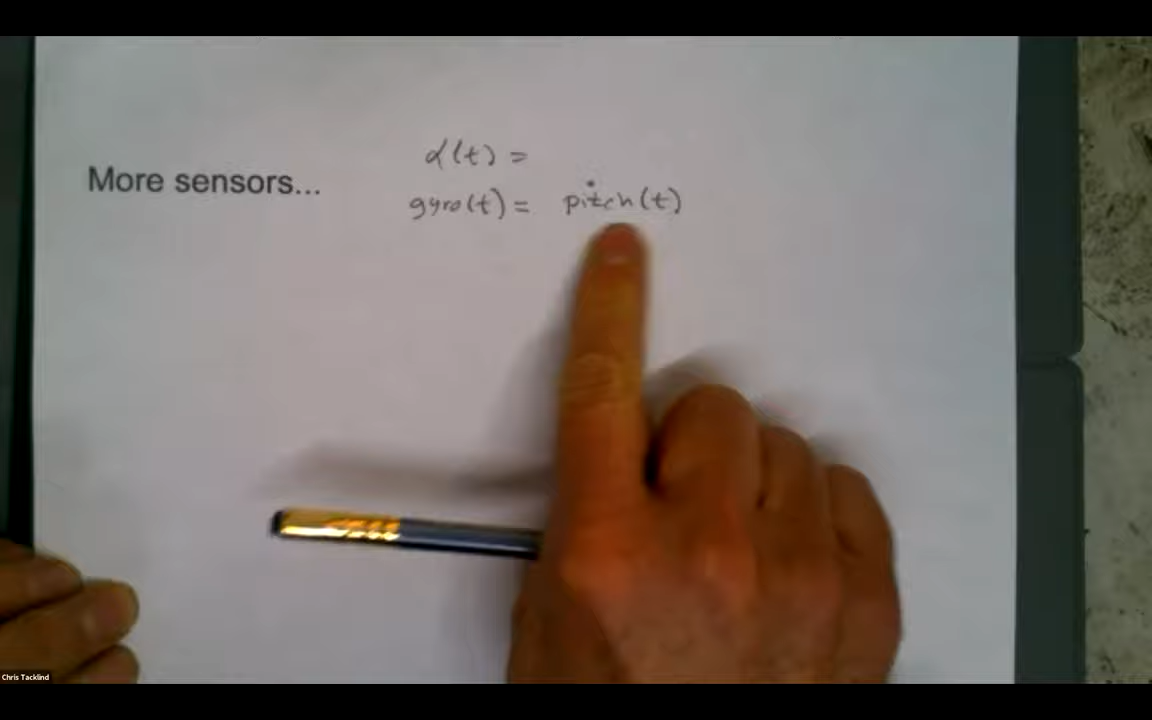 More sensors...
α(t) =
gyro(t) = pitch(t)
Chris Tacklind